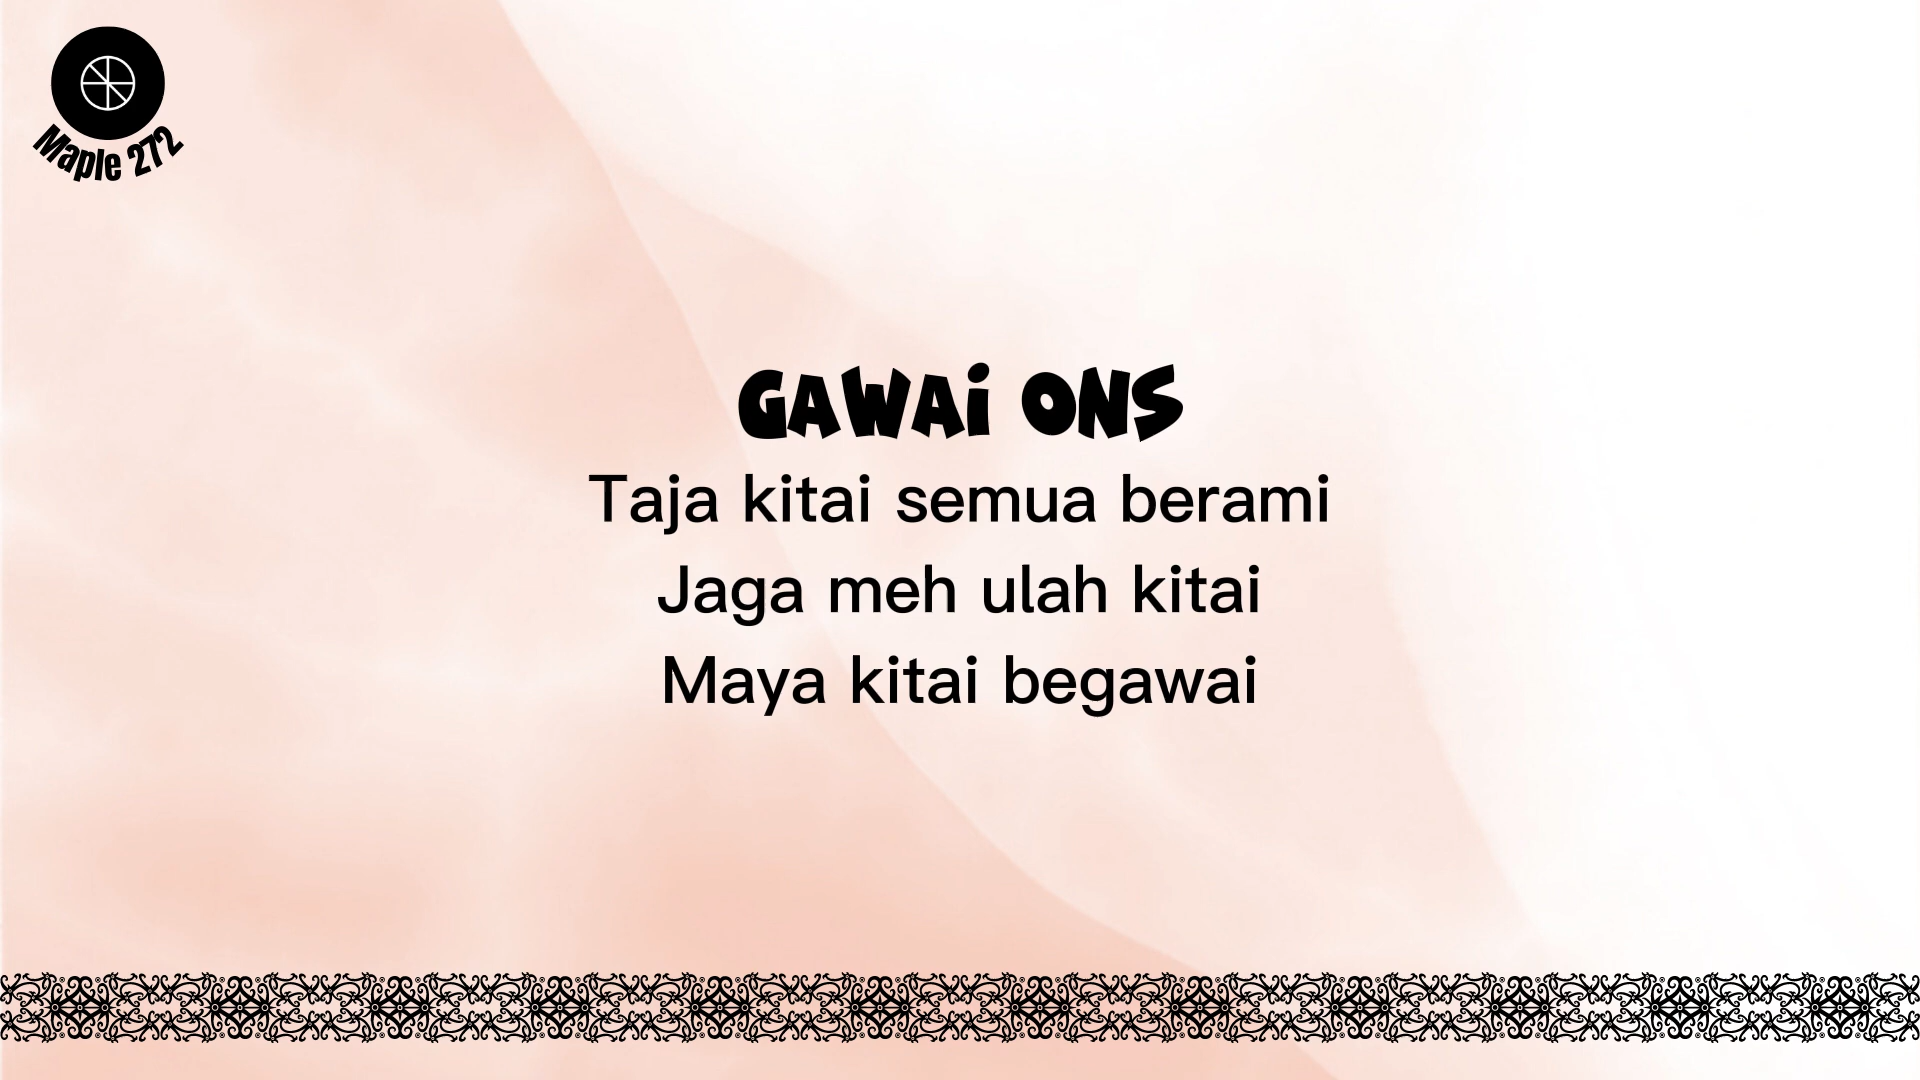 Maple 272
GAWAi ONS
Taja kitai semua berami
Jaga meh ulah kitai
Maya kitai begawai